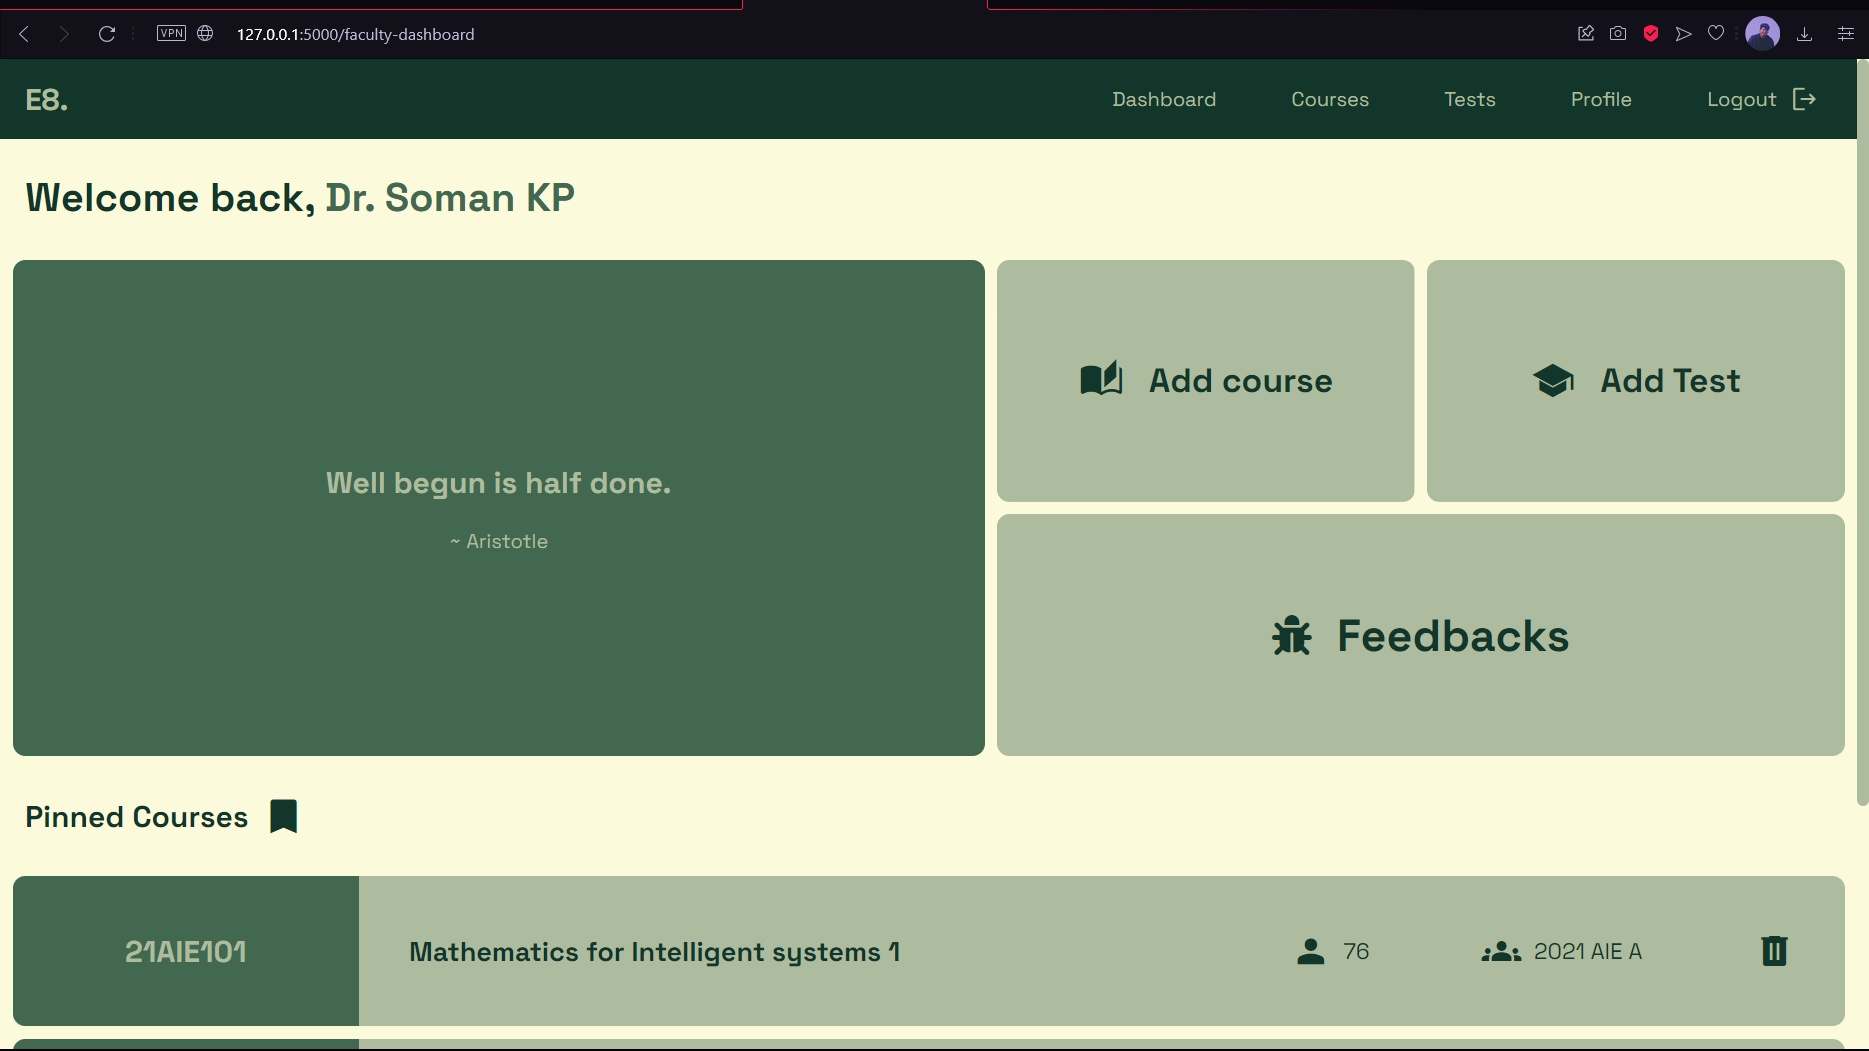 VPN
127.0.0.1:5000/faculty-dashboard
E8.
Dashboard
Courses
Tests
Profile
Logout
Welcome back, Dr. Soman KP
Well begun is half done.
~ Aristotle
Add course
Add Test
Feedbacks
Pinned Courses
21AIE101
Mathematics for Intelligent systems 1
76
2021 AIE A